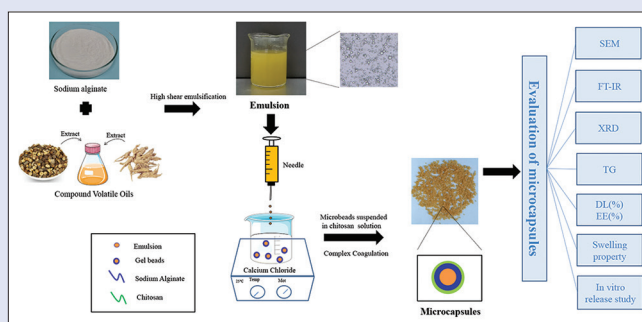 Sodium alginate
Extract
Extract
Compound Volatile Oils
High shear emulsification
Emulsion
Needle
Calcium Chloride
Temp
Emulsion
Gel beads
Sodium Alginate
Chitosan
Microbeads suspended
in chitosan solution
Complex Coagulation
Microcapsules
Evaluation of microcapsules
SEM
FT-IR
XRD
TG
DL(%)
EE(%)
Swelling
property
In vitro
release study